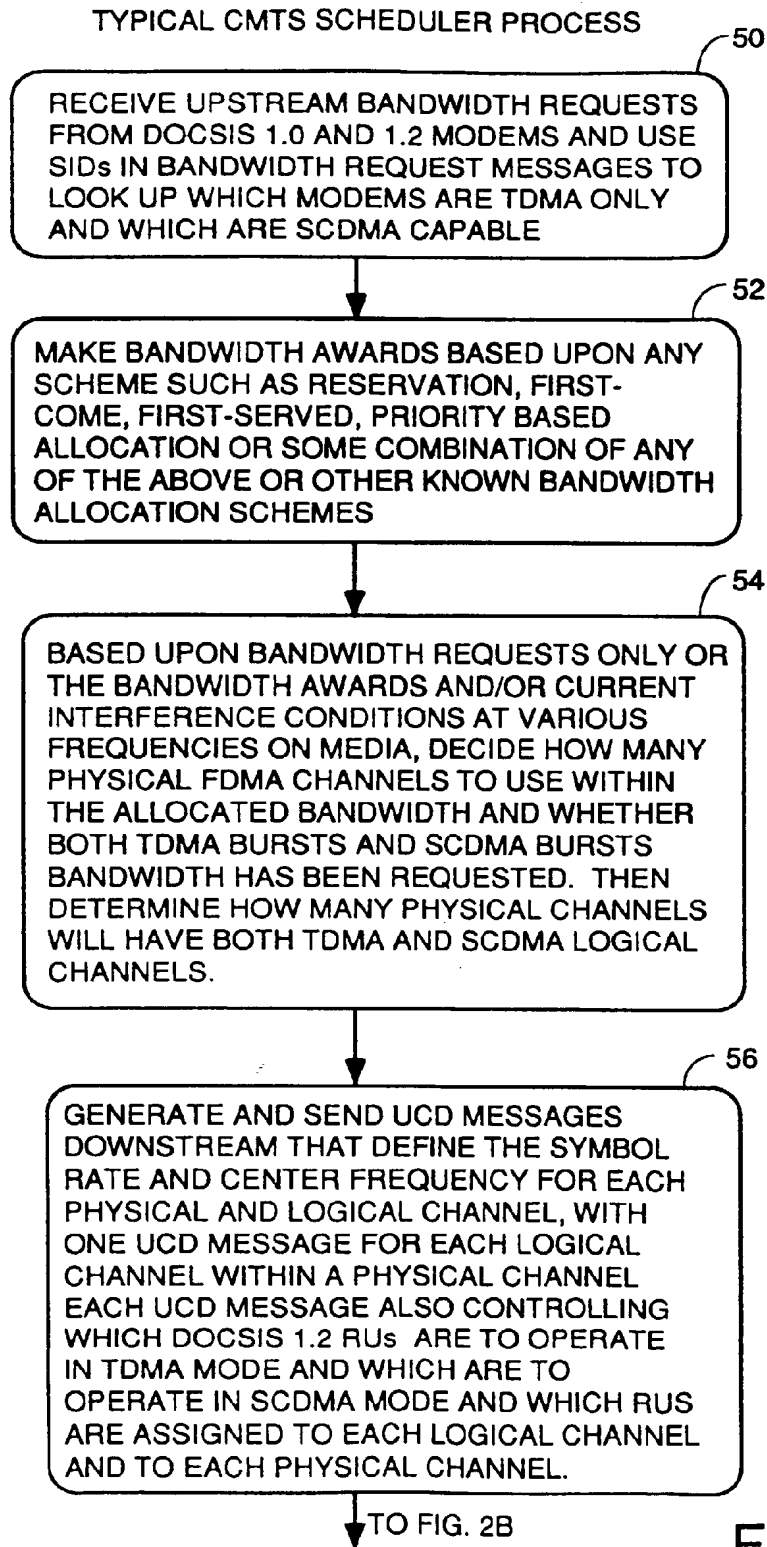 TYPICAL CMTS SCHEDULER PROCESS
50
RECEIVE UPSTREAM BANDWIDTH REQUESTS
FROM DOCSIS 1.0 AND 1.2 MODEMS AND USE
SIDs IN BANDWIDTH REQUEST MESSAGES TO
LOOK UP WHICH MODEMS ARE TDMA ONLY
AND WHICH ARE SCDMA CAPABLE
52
MAKE BANDWIDTH AWARDS BASED UPON ANY
SCHEME SUCH AS RESERVATION, FIRST-
COME, FIRST-SERVED, PRIORITY BASED
ALLOCATION OR SOME COMBINATION OF ANY
OF THE ABOVE OR OTHER KNOWN BANDWIDTH
ALLOCATION SCHEMES
54
BASED UPON BANDWIDTH REQUESTS ONLY OR
THE BANDWIDTH AWARDS AND/OR CURRENT
INTERFERENCE CONDITIONS AT VARIOUS
FREQUENCIES ON MEDIA, DECIDE HOW MANY
PHYSICAL FDMA CHANNELS TO USE WITHIN
THE ALLOCATED BANDWIDTH AND WHETHER
BOTH TDMA BURSTS AND SCDMA BURSTS
BANDWIDTH HAS BEEN REQUESTED. THEN
DETERMINE HOW MANY PHYSICAL CHANNELS
WILL HAVE BOTH TDMA AND SCDMA LOGICAL
CHANNELS.
56
GENERATE AND SEND UCD MESSAGES
DOWNSTREAM THAT DEFINE THE SYMBOL
RATE AND CENTER FREQUENCY FOR EACH
PHYSICAL AND LOGICAL CHANNEL, WITH
ONE UCD MESSAGE FOR EACH LOGICAL
CHANNEL WITHIN A PHYSICAL CHANNEL
EACH UCD MESSAGE ALSO CONTROLLING
WHICH DOCSIS 1.2 RUs ARE TO OPERATE
IN TDMA MODE AND WHICH ARE TO
OPERATE IN SCDMA MODE AND WHICH RUS
ARE ASSIGNED TO EACH LOGICAL CHANNEL
AND TO EACH PHYSICAL CHANNEL.
TO FIG. 2B